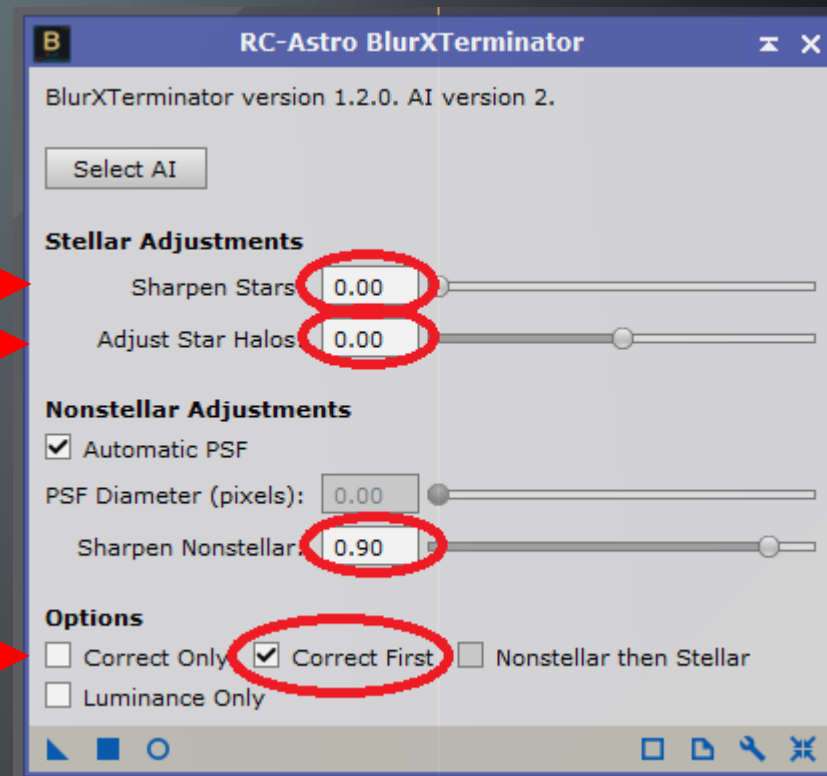 B RC-Astro BlurXTerminator
BlurXTerminator version 1.2.0. AI version 2.
Select AI
Stellar Adjustments
Sharpen Stars 0.00
Adjust Star Halos: 0.00
Nonstellar Adjustments
Automatic PSF
PSF Diameter (pixels): 0.00
Sharpen Nonstellar: 0.90
Options
Correct Only Correct First Nonstellar then Stellar
Luminance Only